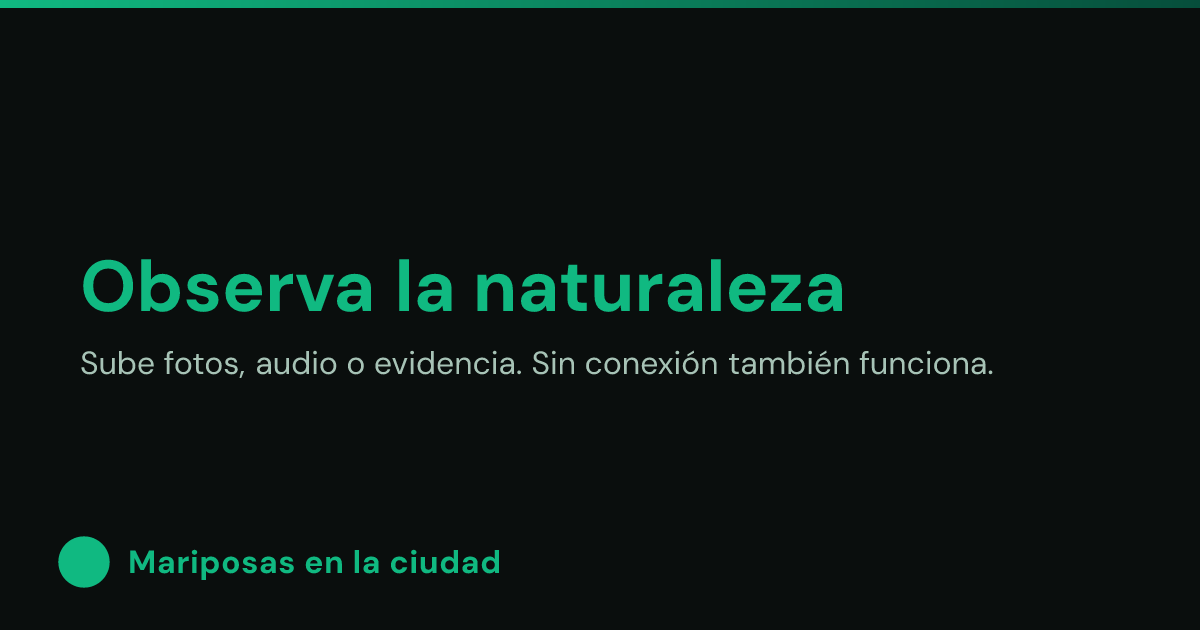 Observa la naturaleza
Sube fotos, audio o evidencia. Sin conexión también funciona.
Mariposas en la ciudad